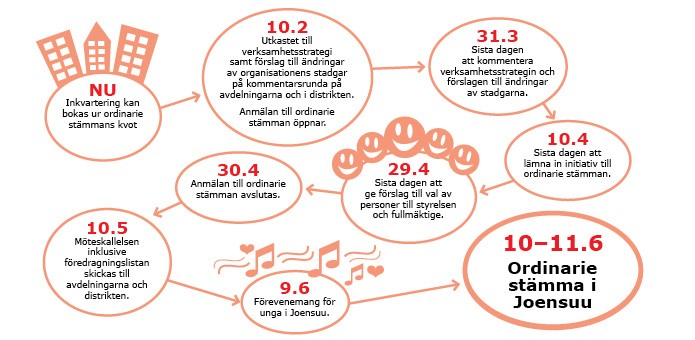 NU
Inkvartering kan
bokas ur ordinarie
stämmans kvot
10.2
Utkastet till
verksamhetsstrategi
samt förslag till ändringar
av organisationens stadgar
på kommentarsrunda på
avdelningarna och i distrikten.
Anmälan till ordinarie
stämman öppnar.
31.3
Sista dagen
att kommentera
verksamhetsstrategin och
förslagen till ändringar
av stadgarna.
10.4
Sista dagen att
lämna in initiativ till
ordinarie stämman.
29.4
Sista dagen att
ge förslag till val av
personer till styrelsen
och fullmäktige.
30.4
Anmälan till ordinarie
stämman avslutas.
10.5
Möteskallelsen
inklusive
föredragningslistan
skickas till
avdelningarna och
distrikten.
9.6
Förevenemang för
unga i Joensuu.
10–11.6
Ordinarie
stämma i
Joensuu